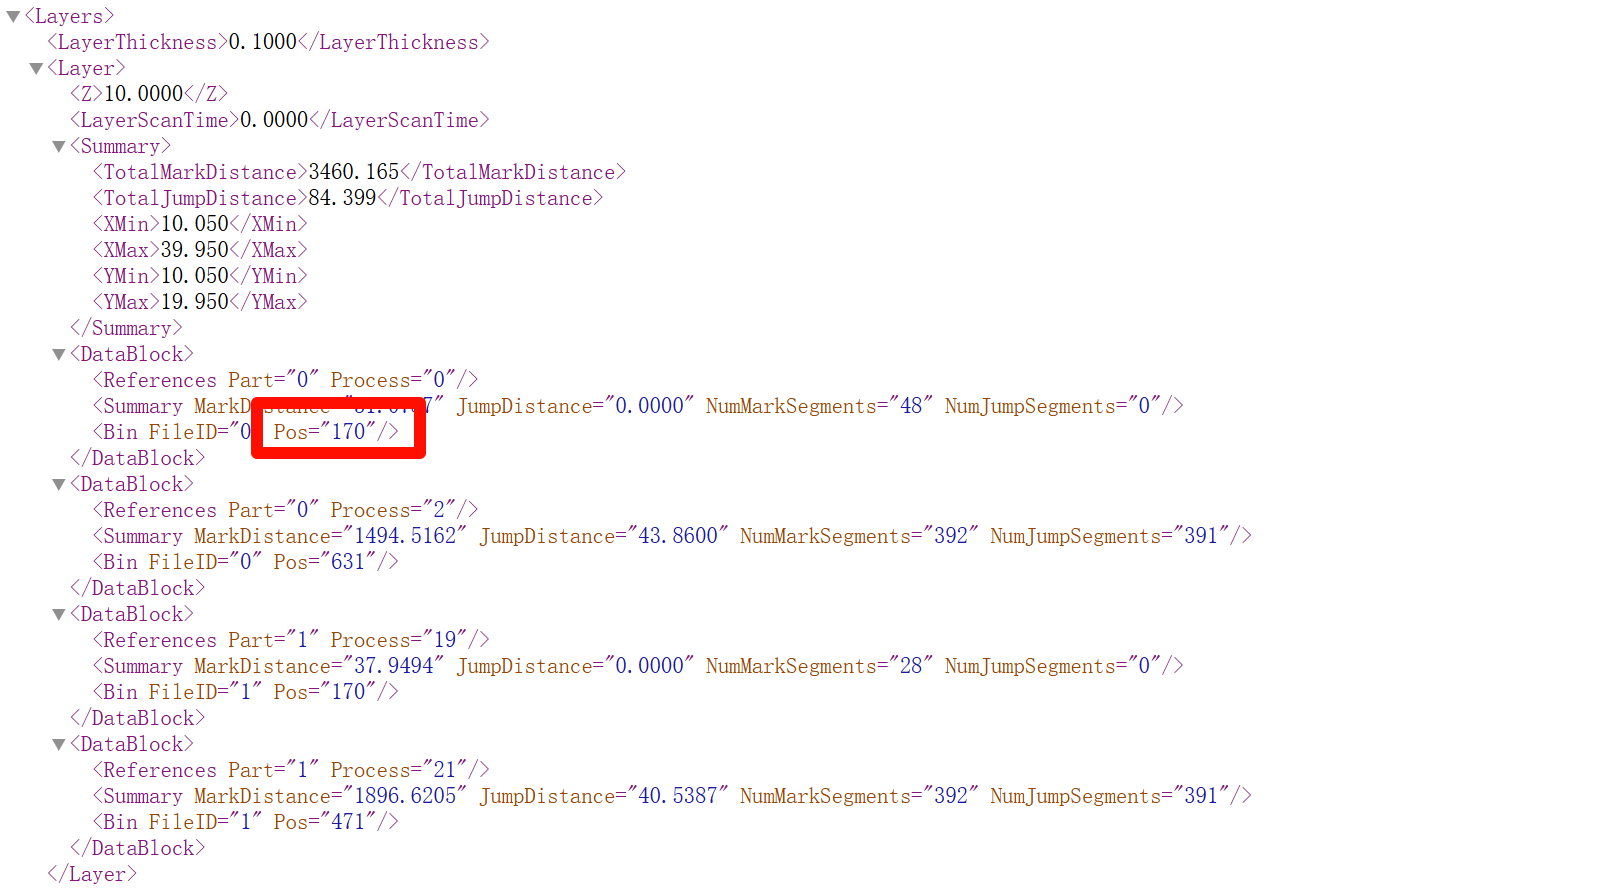 ▼<Layers>
<LayerThickness>0.1000</LayerThickness>
▼<Layer>
<Z>10.0000</Z>
<LayerScanTime>0.0000</LayerScanTime>
▼<Summary>
<TotalMarkDistance>3460.165</TotalMarkDistance>
<TotalJumpDistance>84.399</TotalJumpDistance>
<XMin>10.050</XMin>
<XMax>39.950</XMax>
<YMin>10.050</YMin>
<YMax>19.950</YMax>
</Summary>
▼<DataBlock>
<References Part="0" Process="0"/>
<Summary JumpDistance="0.0000" NumMarkSegments="48" NumJumpSegments="0"/>
<Bin FileID="0 Pos="170"/>
</DataBlock>
▼<DataBlock>
<References Part="0" Process="2"/>
<Summary MarkDistance="1494.5162" JumpDistance="43.8600" NumMarkSegments="392" NumJumpSegments="391"/>
<Bin FileID="0" Pos="631"/>
</DataBlock>
▼<DataBlock>
<References Part="1" Process="19"/>
<Summary MarkDistance="37.9494" JumpDistance="0.0000" NumMarkSegments="28" NumJumpSegments="0"/>
<Bin FileID="1" Pos="170"/>
</DataBlock>
▼<DataBlock>
<References Part="1" Process="21"/>
<Summary MarkDistance="1896.6205" JumpDistance="40.5387" NumMarkSegments="392" NumJumpSegments="391"/>
<Bin FileID="1" Pos="471"/>
</DataBlock>
</Layer>